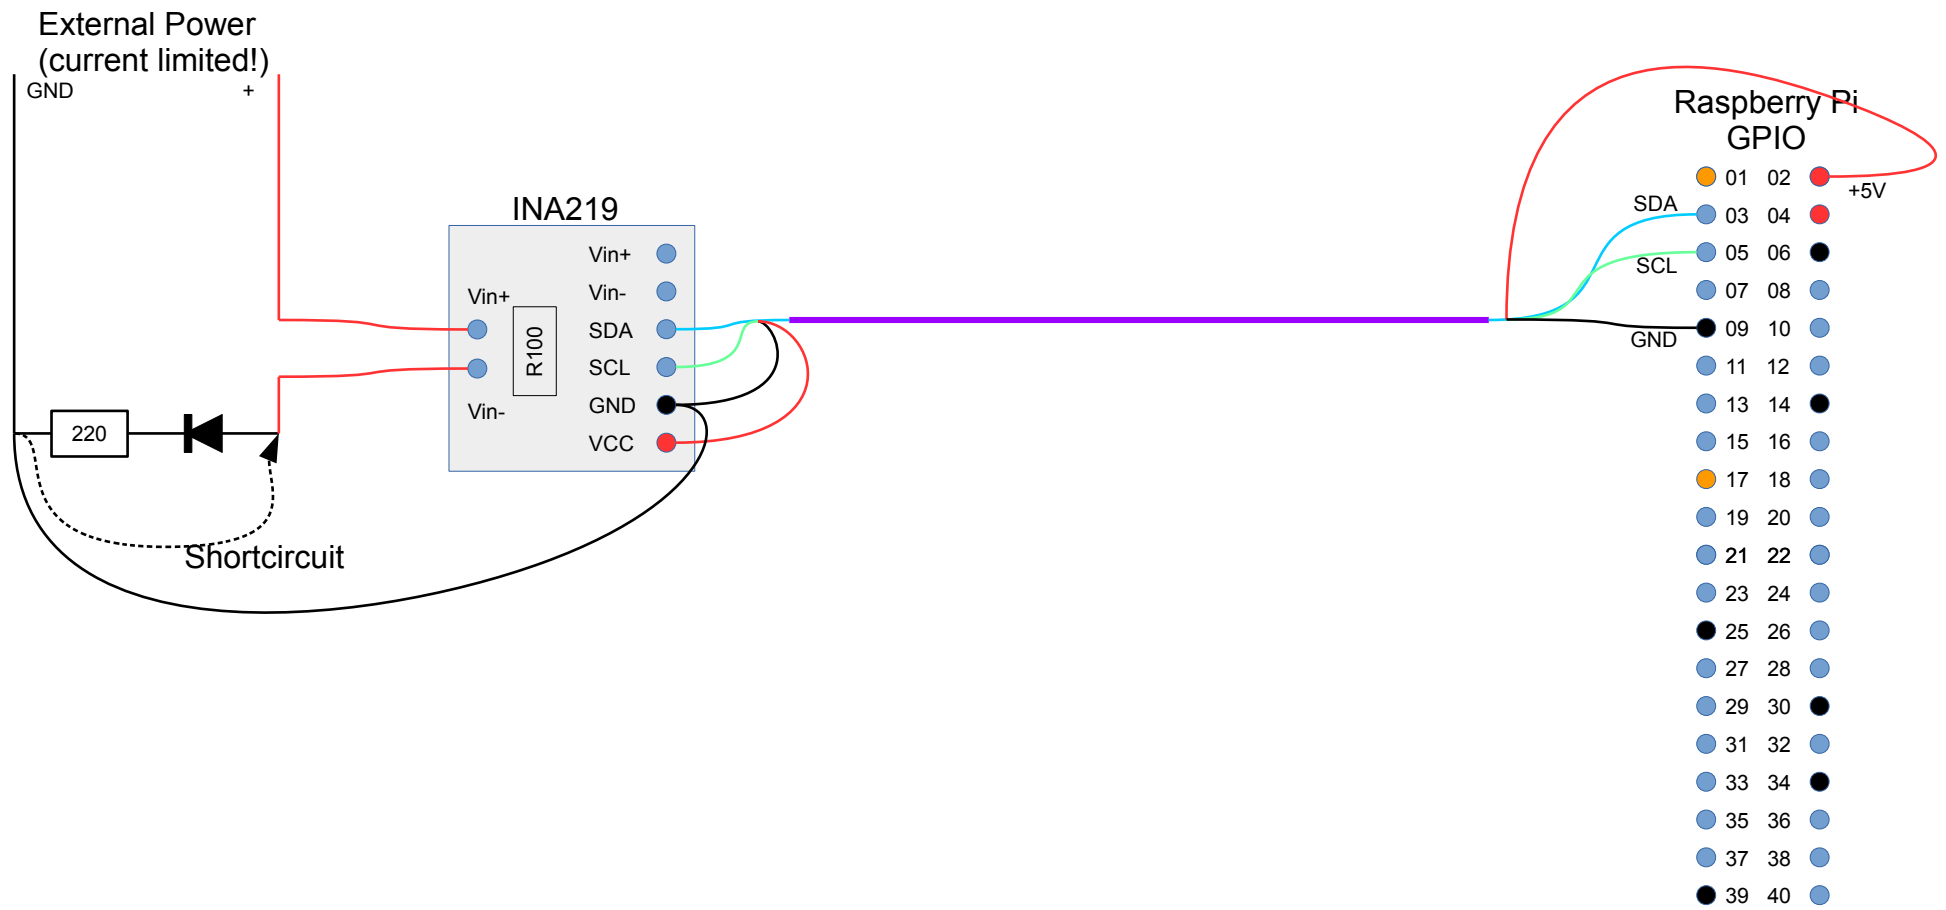 External Power
(current limited!)
GND +
INA219
Vin+
Vin-
Vin+
Vin-
R100
SDA
SCL
GND
VCC
220
Shortcircuit
Raspberry Pi
GPIO
+5V
SDA
SCL
GND
01 02
03 04
05 06
07 08
09 10
11 12
13 14
15 16
17 18
19 20
21 22
23 24
25 26
27 28
29 30
31 32
33 34
35 36
37 38
39 40